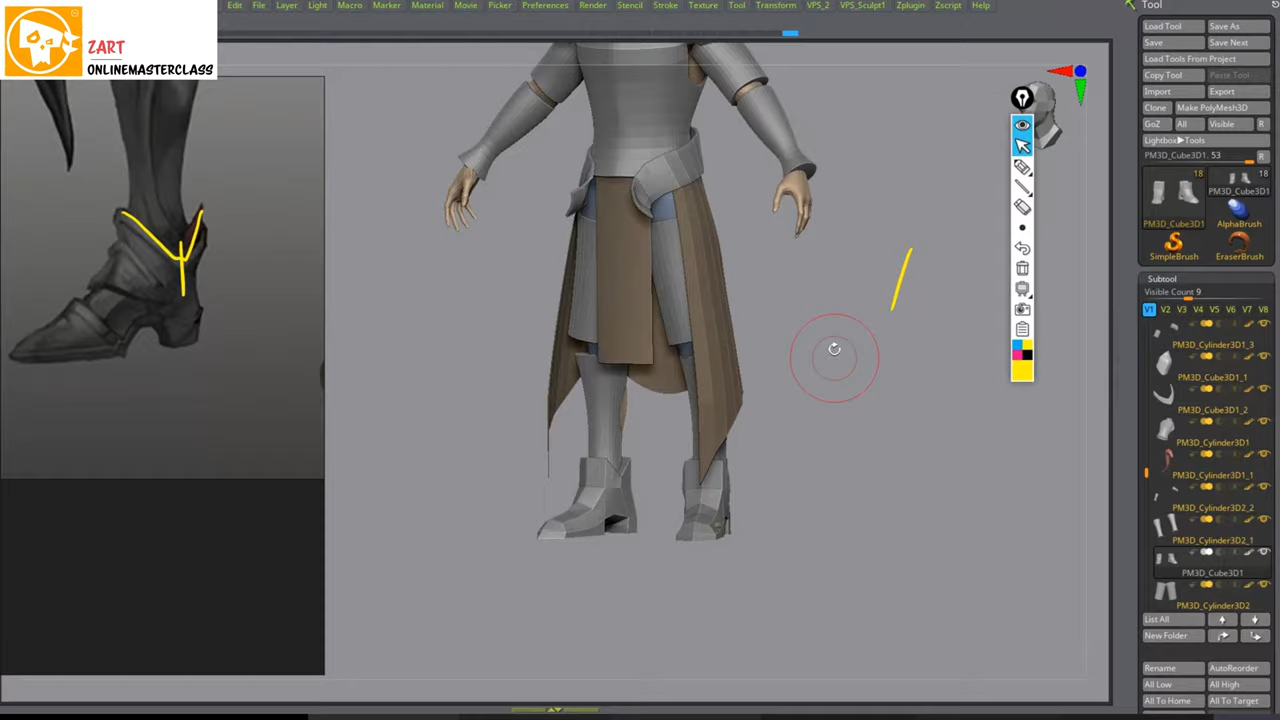 ZART
ONLINEMASTERCLASS
Edit File Layer Light Macro Marker Material Movie Picker Preferences Render Stencil Stroke Texture Tool Transform VPS_2 VPS_Sculpt1 Zplugin Zscript Help
Tool
Load Tool Save As
Save Save Next
Load Tools From Project
Copy Tool Paste Tool
Import Export
Clone Make PolyMesh3D
GoZ All Visible R
Lightbox▶Tools
PM3D_Cube3D1. 53 R
18 18
PM3D_Cube3D1
PM3D_Cube3D1 AlphaBrush
SimpleBrush EraserBrush
Subtool
Visible Count 9
V1 V2 V3 V4 V5 V6 V7 V8
PM3D_Cylinder3D1_3
PM3D_Cube3D1_1
PM3D_Cube3D1_2
PM3D_Cylinder3D1
PM3D_Cylinder3D1_1
PM3D_Cylinder3D2_2
PM3D_Cylinder3D2_1
PM3D_Cube3D1
PM3D_Cylinder3D2
List All
New Folder
Rename AutoReorder
All Low All High
All To Home All To Target